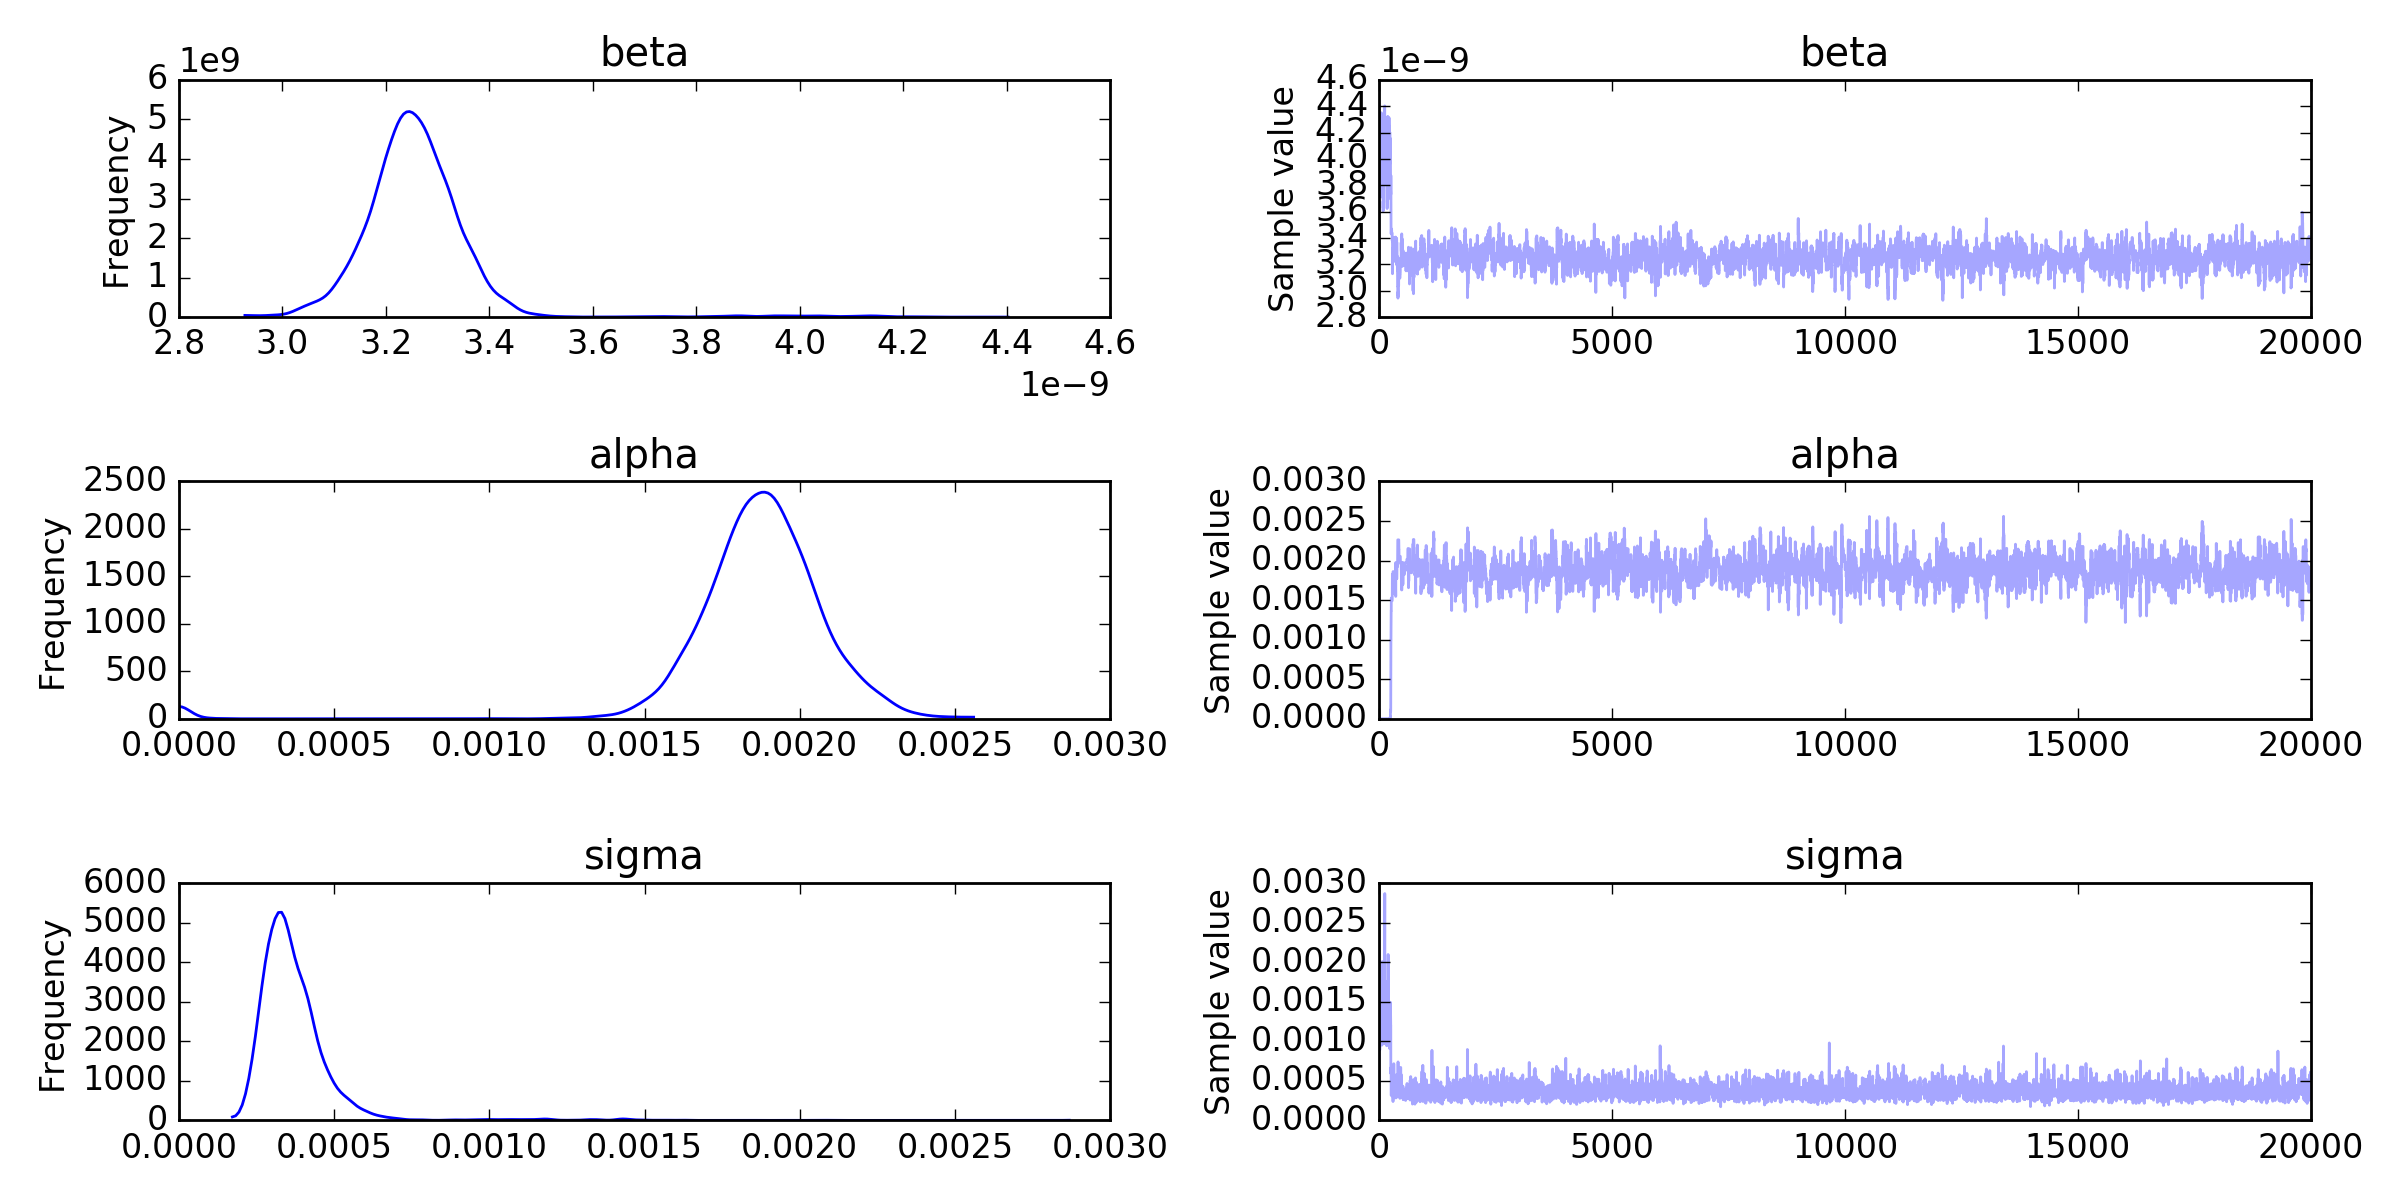 beta
1e9
6
5
4
3
2
1
0
Frequency
2.8 3.0 3.2 3.4 3.6 3.8 4.0 4.2 4.4 4.6
1e−9
beta
1e−9
4.6
4.4
4.2
4.0
3.8
3.6
3.4
3.2
3.0
2.8
Sample value
0 5000 10000 15000 20000
alpha
2500
2000
1500
1000
500
0
Frequency
0.0000 0.0005 0.0010 0.0015 0.0020 0.0025 0.0030
alpha
0.0030
0.0025
0.0020
0.0015
0.0010
0.0005
0.0000
Sample value
0 5000 10000 15000 20000
sigma
6000
5000
4000
3000
2000
1000
0
Frequency
0.0000 0.0005 0.0010 0.0015 0.0020 0.0025 0.0030
sigma
0.0030
0.0025
0.0020
0.0015
0.0010
0.0005
0.0000
Sample value
0 5000 10000 15000 20000